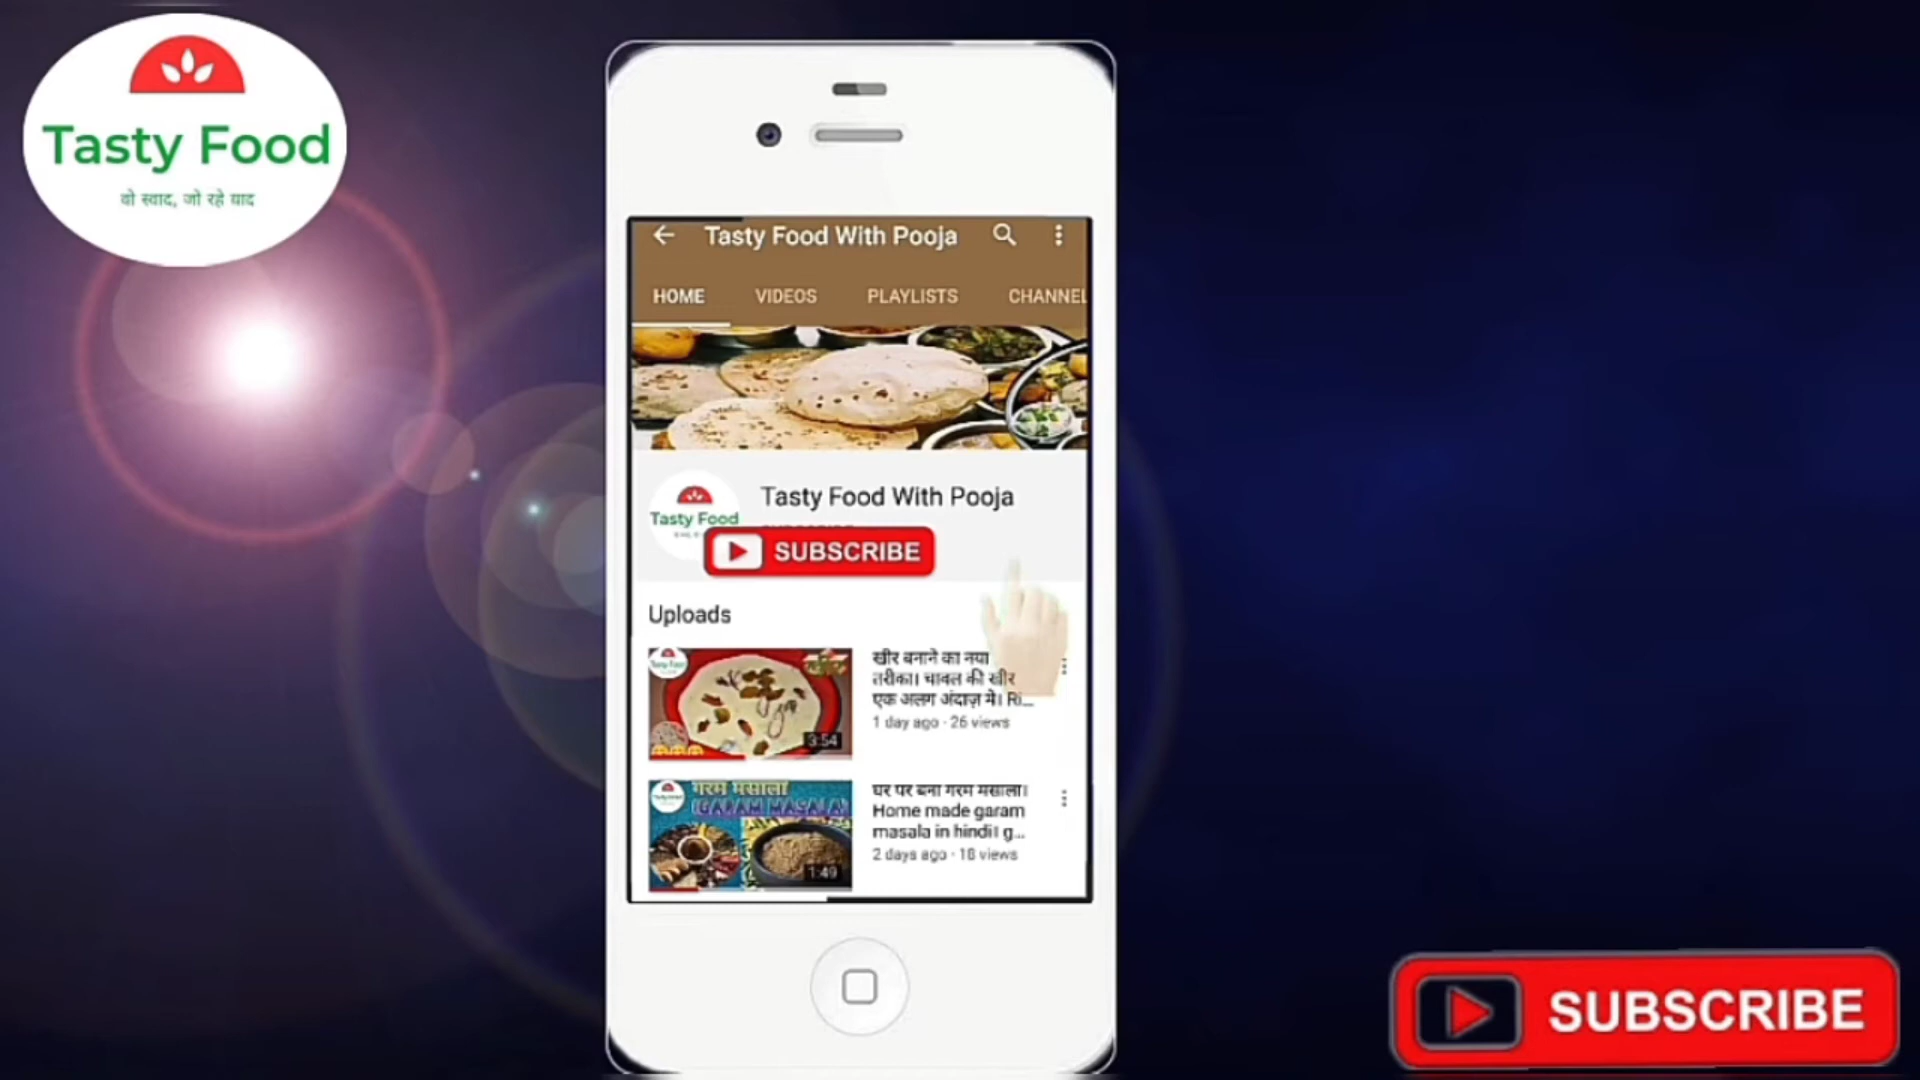 Tasty Food
वो स्वाद, जो रहे याद
Tasty Food With Pooja
HOME VIDEOS PLAYLISTS CHANNEL
Tasty Food With Pooja
Tasty Food
SUBSCRIBE
Uploads
खीर बनाने का नया
तरीका। चावल की खीर
एक अलग अंदाज़ मे। Ri...
1 day ago · 26 views
3:54
गरम मसाला
(GARAM MASALA)
घर पर बना गरम मसाला।
Home made garam
masala in hindi। g...
2 days ago · 18 views
1:49
SUBSCRIBE